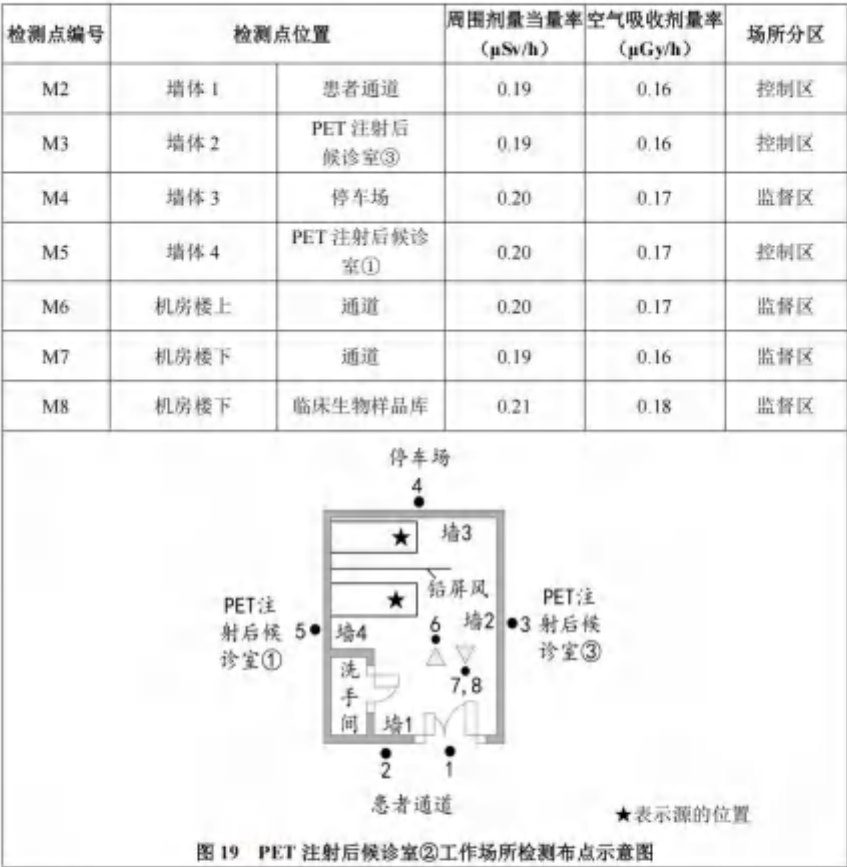 检测点编号 检测点位置 周围剂量当量率 空气吸收剂量率 场所分区
(μSv/h) (μGy/h)
M2 墙体 1 患者通道 0.19 0.16 控制区
M3 墙体 2 PET 注射后 0.19 0.16 控制区
候诊室③
M4 墙体 3 停车场 0.20 0.17 监督区
M5 墙体 4 PET 注射后候诊 0.20 0.17 控制区
室①
M6 机房楼上 通道 0.20 0.17 监督区
M7 机房楼下 通道 0.19 0.16 监督区
M8 机房楼下 临床生物样品库 0.21 0.18 监督区
停车场
4
★ 墙3
铅屏风
PET注 ★ PET注
射后候 5 墙4 6 墙2 3 射后候
诊室① 诊室③
洗 7,8
手
间 墙1
2 1
患者通道
★表示源的位置
图 19 PET 注射后候诊室②工作场所检测布点示意图